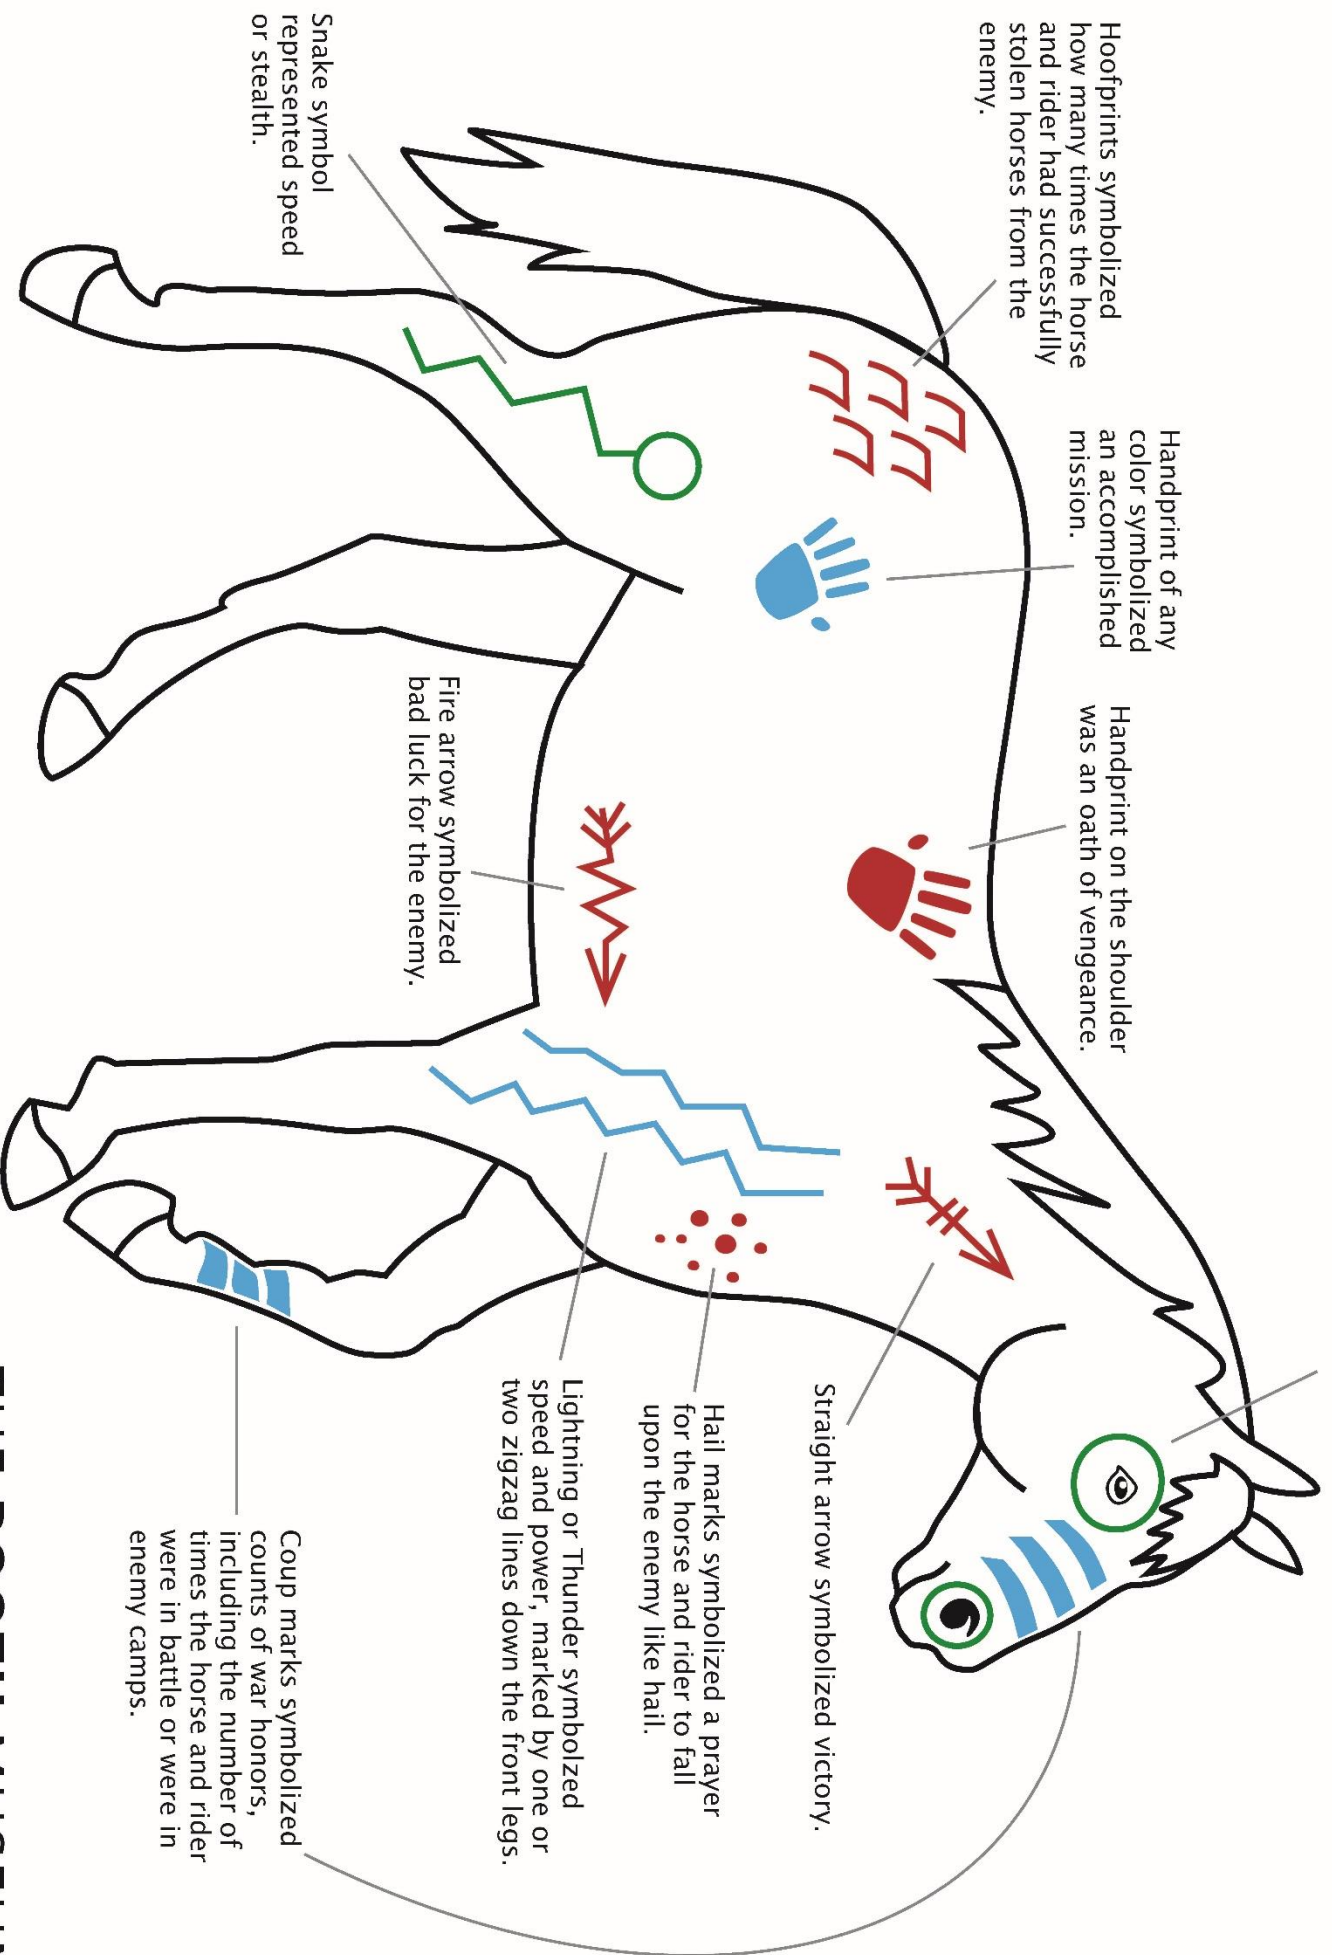 Hoofprints symbolized
how many times the horse
and rider had successfully
stolen horses from the
enemy.
Handprint of any
color symbolized
an accomplished
mission.
Handprint on the shoulder
was an oath of vengeance.
Snake symbol
represented speed
or stealth.
Fire arrow symbolized
bad luck for the enemy.
Straight arrow symbolized victory.
Hail marks symbolized a prayer
for the horse and rider to fall
upon the enemy like hail.
Lightning or Thunder symbolzed
speed and power, marked by one or
two zigzag lines down the front legs.
Coup marks symbolized
counts of war honors,
including the number of
times the horse and rider
were in battle or were in
enemy camps.